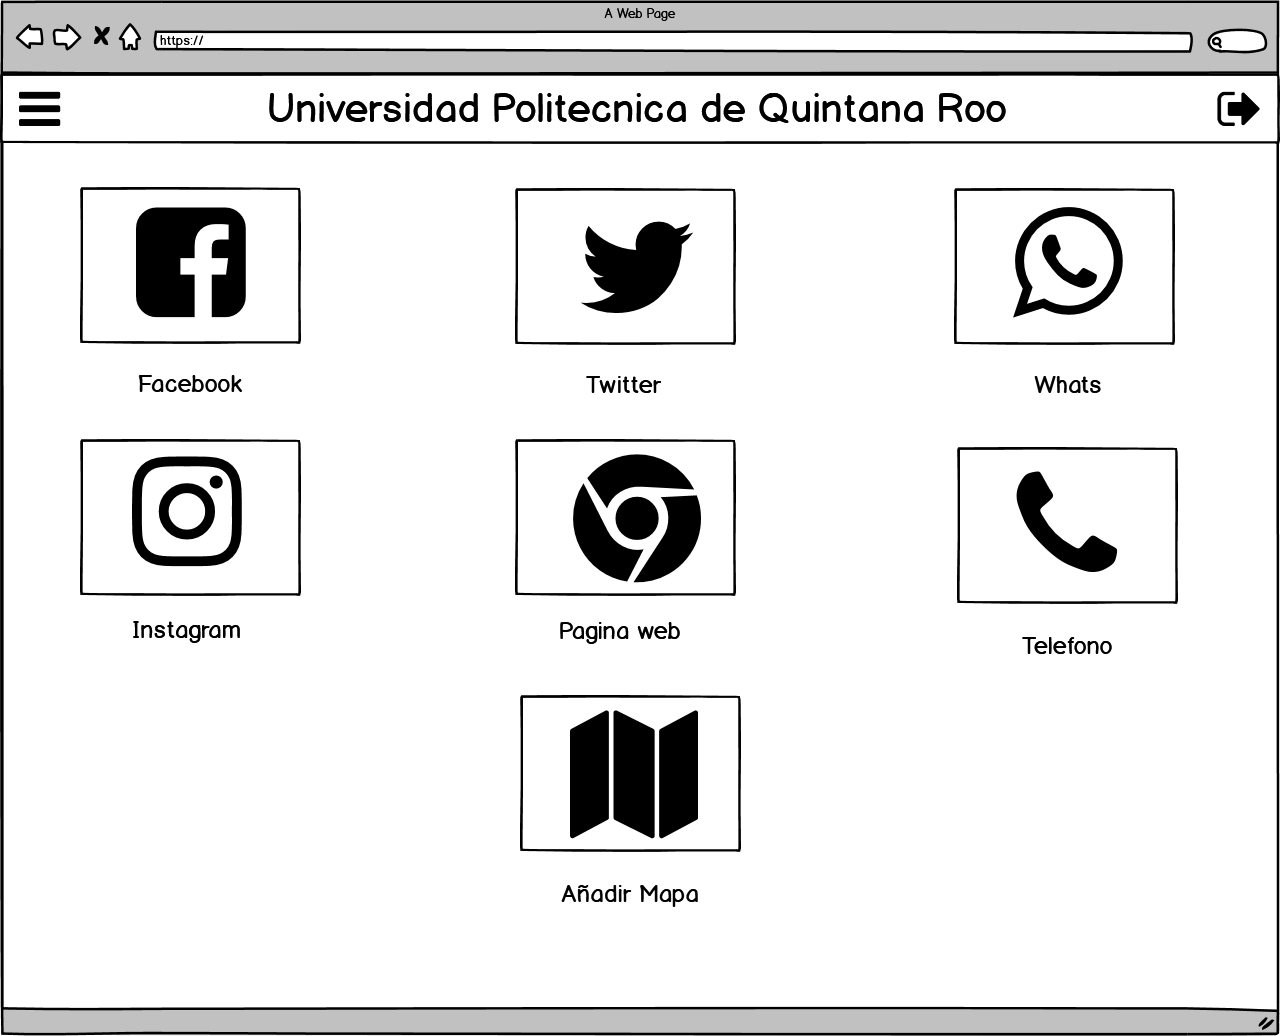 A Web Page
https://
Universidad Politecnica de Quintana Roo
Facebook
Twitter
Whats
Instagram
Pagina web
Telefono
Añadir Mapa